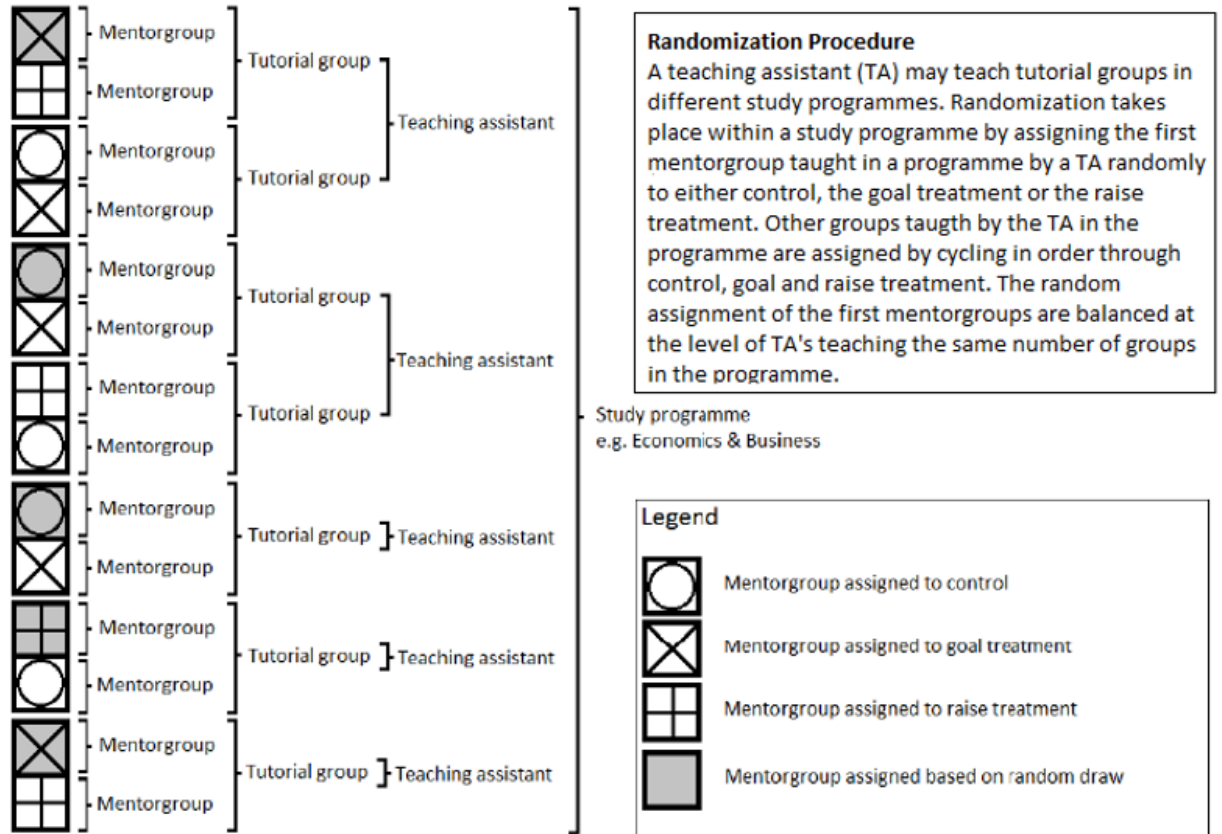 Mentorgroup
Mentorgroup
Tutorial group
Mentorgroup
Mentorgroup
Tutorial group
Teaching assistant
Mentorgroup
Mentorgroup
Tutorial group
Mentorgroup
Mentorgroup
Tutorial group
Teaching assistant
Mentorgroup
Mentorgroup
Tutorial group
Teaching assistant
Mentorgroup
Mentorgroup
Tutorial group
Teaching assistant
Mentorgroup
Mentorgroup
Tutorial group
Teaching assistant
Study programme
e.g. Economics & Business
Randomization Procedure
A teaching assistant (TA) may teach tutorial groups in
different study programmes. Randomization takes
place within a study programme by assigning the first
mentorgroup taught in a programme by a TA randomly
to either control, the goal treatment or the raise
treatment. Other groups taugth by the TA in the
programme are assigned by cycling in order through
control, goal and raise treatment. The random
assignment of the first mentorgroups are balanced at
the level of TA's teaching the same number of groups
in the programme.
Legend
Mentorgroup assigned to control
Mentorgroup assigned to goal treatment
Mentorgroup assigned to raise treatment
Mentorgroup assigned based on random draw